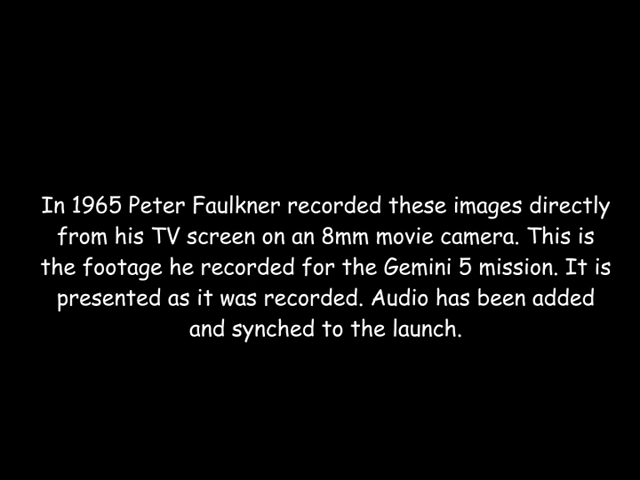 In 1965 Peter Faulkner recorded these images directly
from his TV screen on an 8mm movie camera. This is
the footage he recorded for the Gemini 5 mission. It is
presented as it was recorded. Audio has been added
and synched to the launch.